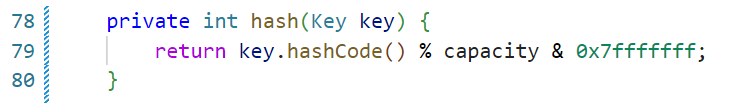 78 private int hash(Key key) {
79 return key.hashCode() % capacity & 0x7fffffff;
80 }